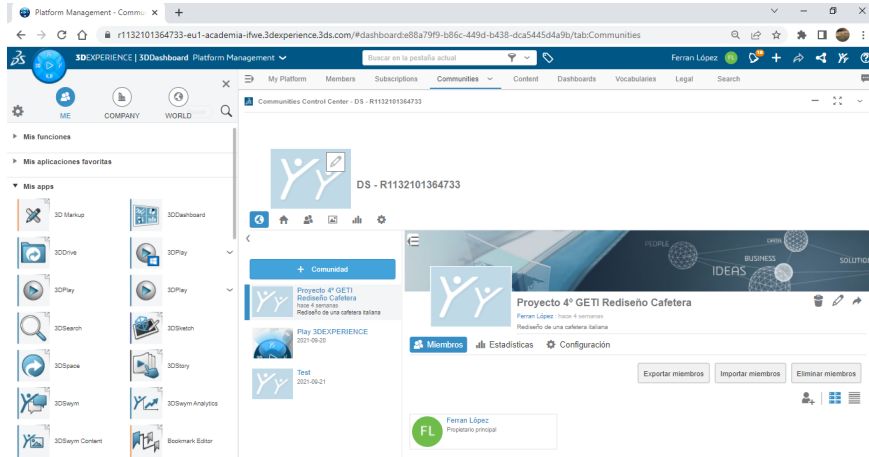 Platform Management - Commu
r1132101364733-eu1-academia-ifwe.3dexperience.3ds.com/#dashboard:e88a79f9-b86c-449d-b438-dca5445d4a9b/tab:Communities
3DEXPERIENCE | 3DDashboard Platform Management
Buscar en la pestaña actual
Ferran López
FL
My Platform Members Subscriptions Communities Content Dashboards Vocabularies Legal Search
Communities Control Center - DS - R1132101364733
ME COMPANY WORLD
Mis funciones
Mis aplicaciones favoritas
Mis apps
3D Markup
3DDashboard
3DDrive
3DPlay
3DPlay
3DPlay
3DSearch
3DSketch
3DSpace
3DStory
3DSwym
3DSwym Analytics
3DSwym Content
Bookmark Editor
DS - R1132101364733
+ Comunidad
Proyecto 4º GETI
Rediseño Cafetera
hace 4 semanas
Rediseño de una cafetera italiana
Play 3DEXPERIENCE
2021-09-20
Test
2021-09-21
PEOPLE
DATA
BUSINESS
IDEAS
SOLUTION
Proyecto 4º GETI Rediseño Cafetera
Ferran López - hace 4 semanas
Rediseño de una cafetera italiana
Miembros Estadísticas Configuración
Exportar miembros Importar miembros Eliminar miembros
FL
Ferran López
Propietario principal